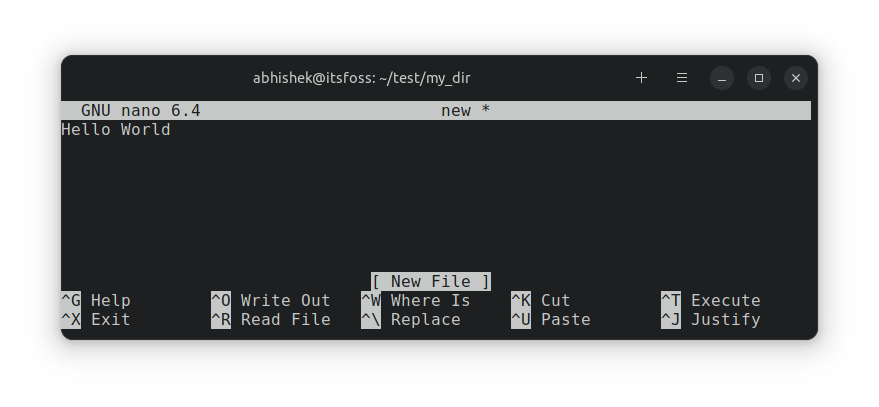 abhishek@itsfoss: ~/test/my_dir
GNU nano 6.4 new *
Hello World
[ New File ]
^G Help ^O Write Out ^W Where Is ^K Cut ^T Execute
^X Exit ^R Read File ^\ Replace ^U Paste ^J Justify